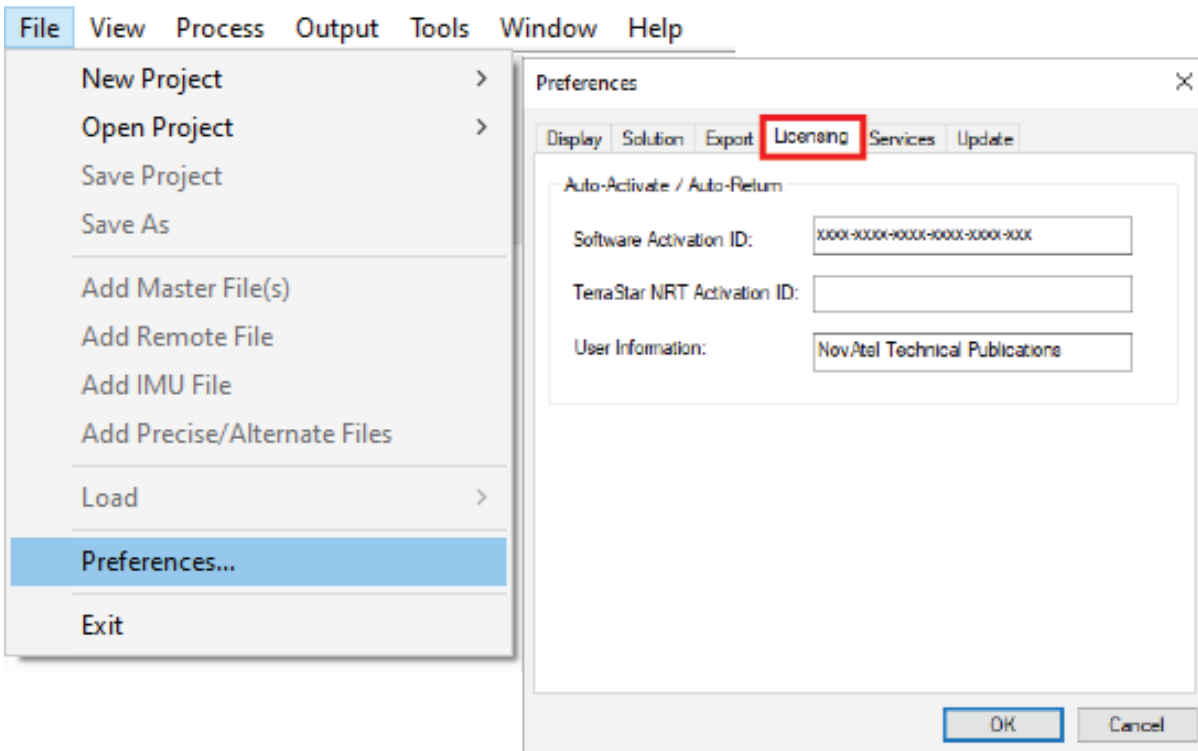 File View Process Output Tools Window Help
New Project
Open Project
Save Project
Save As
Add Master File(s)
Add Remote File
Add IMU File
Add Precise/Alternate Files
Load
Preferences...
Exit
Preferences
Display Solution Export Licensing Services Update
Auto-Activate / Auto-Return
Software Activation ID: xxxx-xxxx-xxxx-xxxx-xxxx-xxx
TerraStar NRT Activation ID:
User Information: NovAtel Technical Publications
OK Cancel